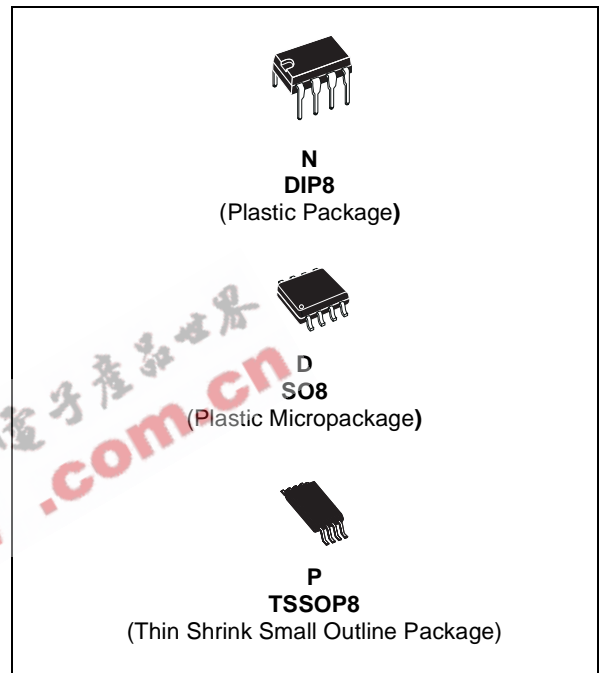 N
DIP8
(Plastic Package)
D
SO8
(Plastic Micropackage)
电子產品世界
.com.cn
P
TSSOP8
(Thin Shrink Small Outline Package)